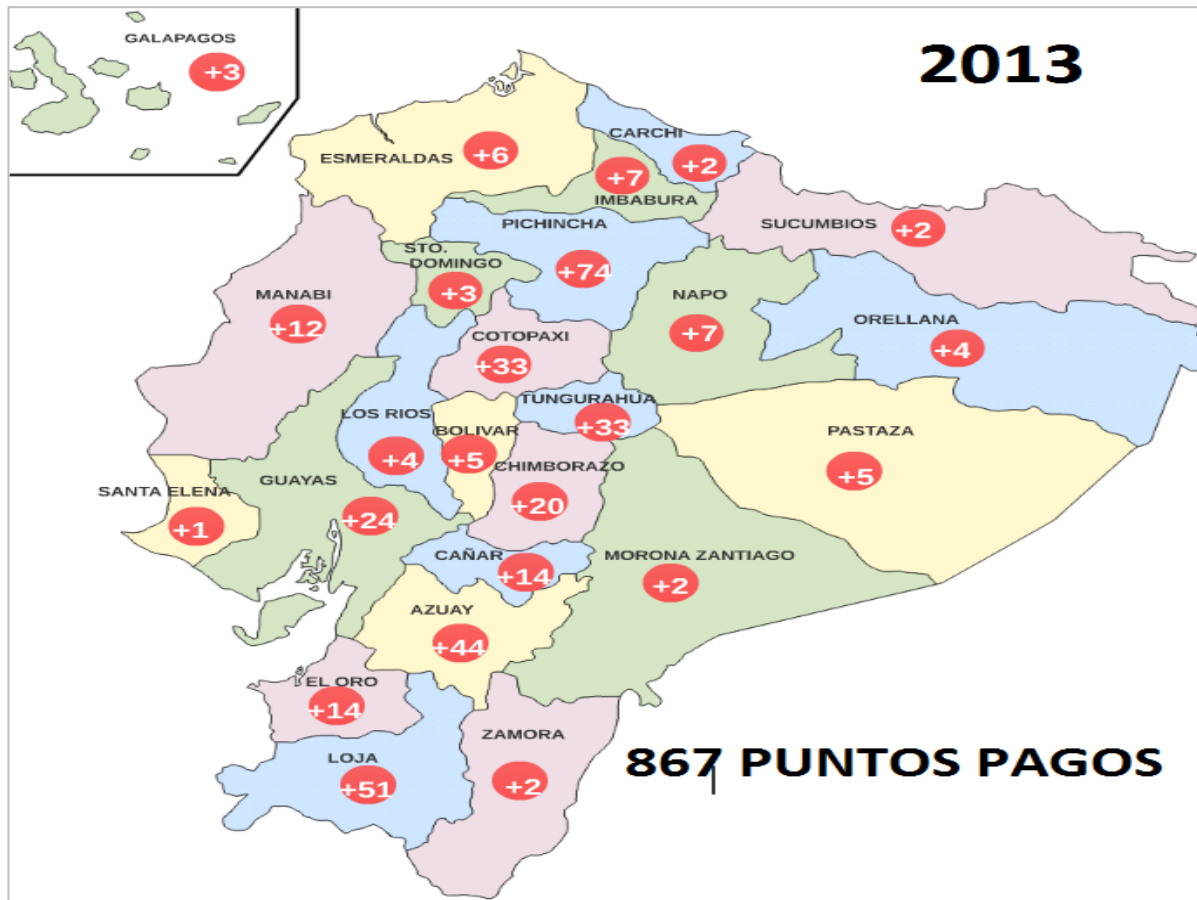 GALAPAGOS
+3
2013
CARCHI
+2
ESMERALDAS
+6
+7
IMBABURA
SUCUMBIOS
+2
PICHINCHA
+74
STO.
DOMINGO
+3
MANABI
+12
NAPO
+7
ORELLANA
+4
COTOPAXI
+33
TUNGURAHUA
+33
LOS RIOS
+4
BOLIVAR
+5
PASTAZA
+5
CHIMBORAZO
+20
GUAYAS
+24
SANTA ELENA
+1
CAÑAR
+14
MORONA ZANTIAGO
+2
AZUAY
+44
EL ORO
+14
LOJA
+51
ZAMORA
+2
867 PUNTOS PAGOS